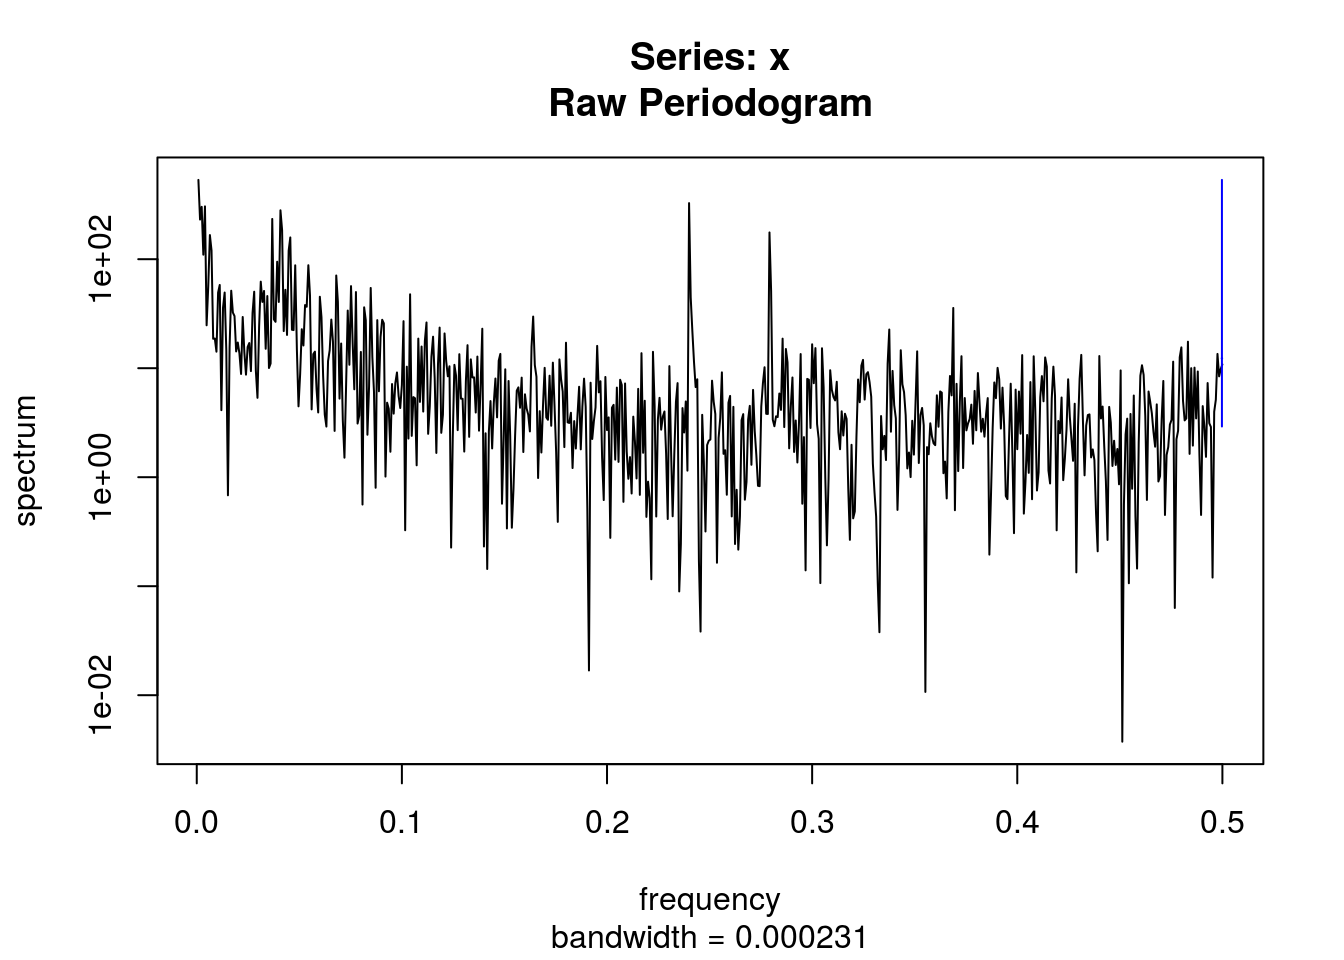 Series: x
Raw Periodogram
spectrum
1e+02
1e+00
1e-02
0.0 0.1 0.2 0.3 0.4 0.5
frequency
bandwidth = 0.000231